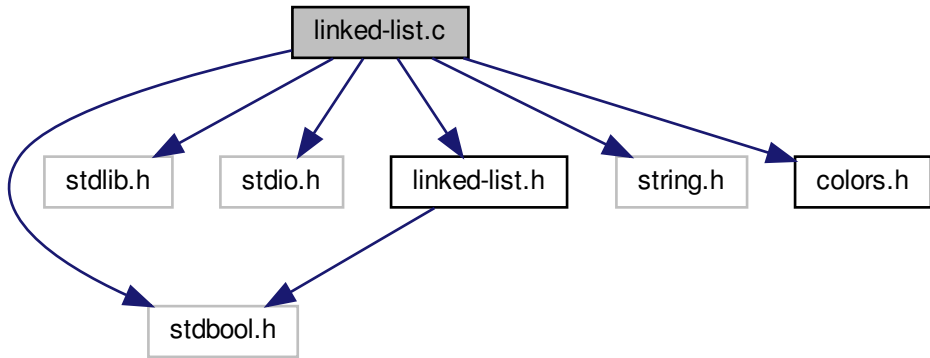 linked-list.c
stdlib.h
stdio.h
linked-list.h
string.h
colors.h
stdbool.h